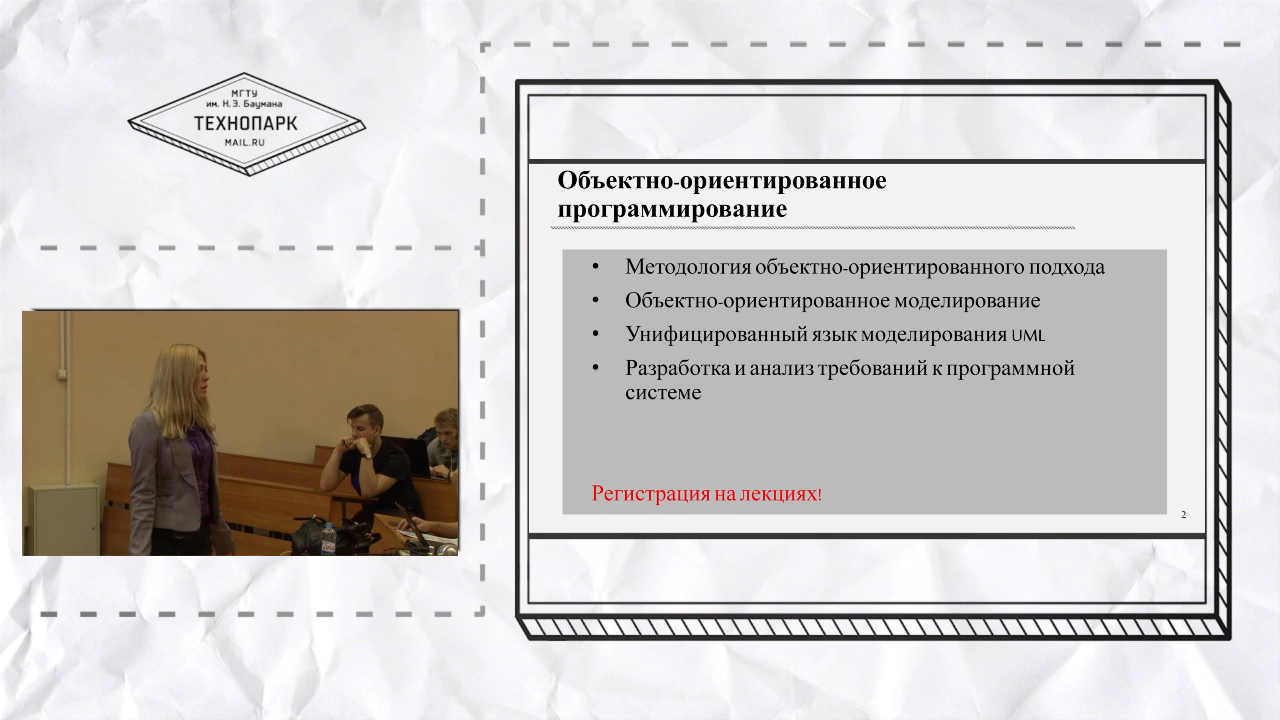 МГТУ
им. Н.Э. Баумана
ТЕХНОПАРК
MAIL.RU
Объектно-ориентированное
программирование
• Методология объектно-ориентированного подхода
• Объектно-ориентированное моделирование
• Унифицированный язык моделирования UML
• Разработка и анализ требований к программной
системе
Регистрация на лекциях!
2